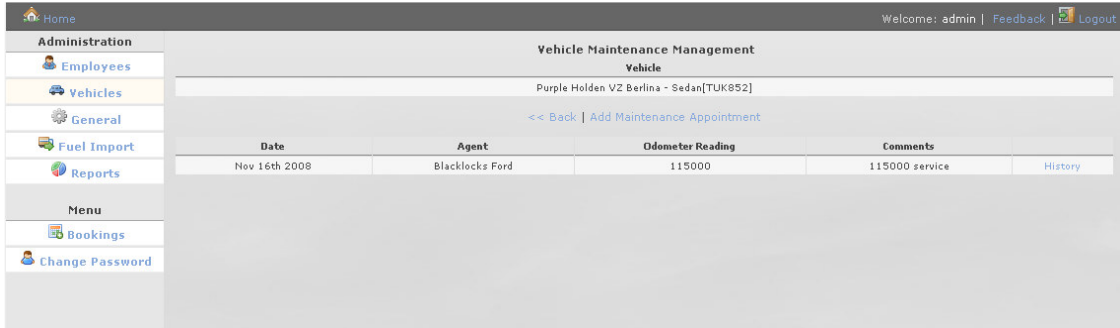 Home
Welcome: admin | Feedback | Logout
Administration
Employees
Vehicles
General
Fuel Import
Reports
Menu
Bookings
Change Password
Vehicle Maintenance Management
Vehicle
Purple Holden VZ Berlina - Sedan[TUK852]
<< Back | Add Maintenance Appointment
Date Agent Odometer Reading Comments
Nov 16th 2008 Blacklocks Ford 115000 115000 service History